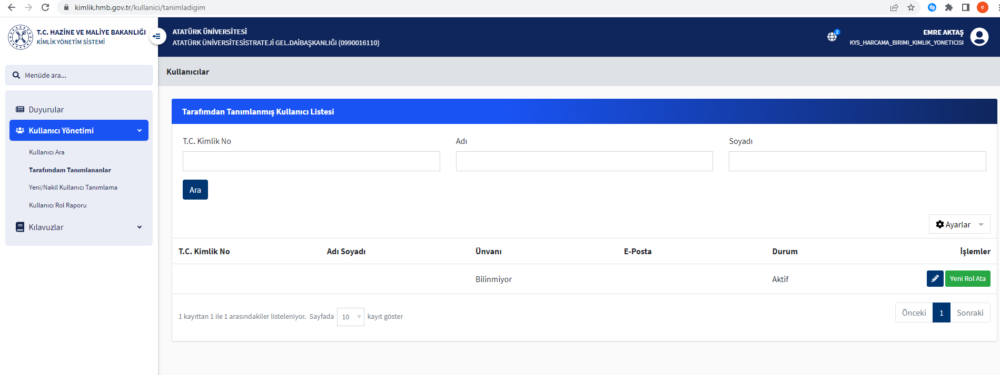 kimlik.hmb.gov.tr/kullanici/tanimladigim
e
T.C. HAZİNE VE MALİYE BAKANLIĞI
KİMLİK YÖNETİM SİSTEMİ
ATATÜRK ÜNİVERSİTESİ
ATATÜRK ÜNİVERSİTESİSTRATEJİ GEL.DAİBAŞKANLIĞI (0990016110)
2
EMRE AKTAŞ
KYS_HARCAMA_BIRIMI_KIMLIK_YONETICISI
Menüde ara...
Duyurular
Kullanıcı Yönetimi
Kullanıcı Ara
Tarafımdam Tanımlananlar
Yeni/Nakil Kullanıcı Tanımlama
Kullanıcı Rol Raporu
Kılavuzlar
Kullanıcılar
Tarafımdan Tanımlanmış Kullanıcı Listesi
T.C. Kimlik No Adı Soyadı
Ara
Ayarlar
T.C. Kimlik No Adı Soyadı Ünvanı E-Posta Durum İşlemler
Bilinmiyor Aktif Yeni Rol Ata
1 kayıttan 1 ile 1 arasındakiler listeleniyor. Sayfada 10 kayıt göster
Önceki 1 Sonraki